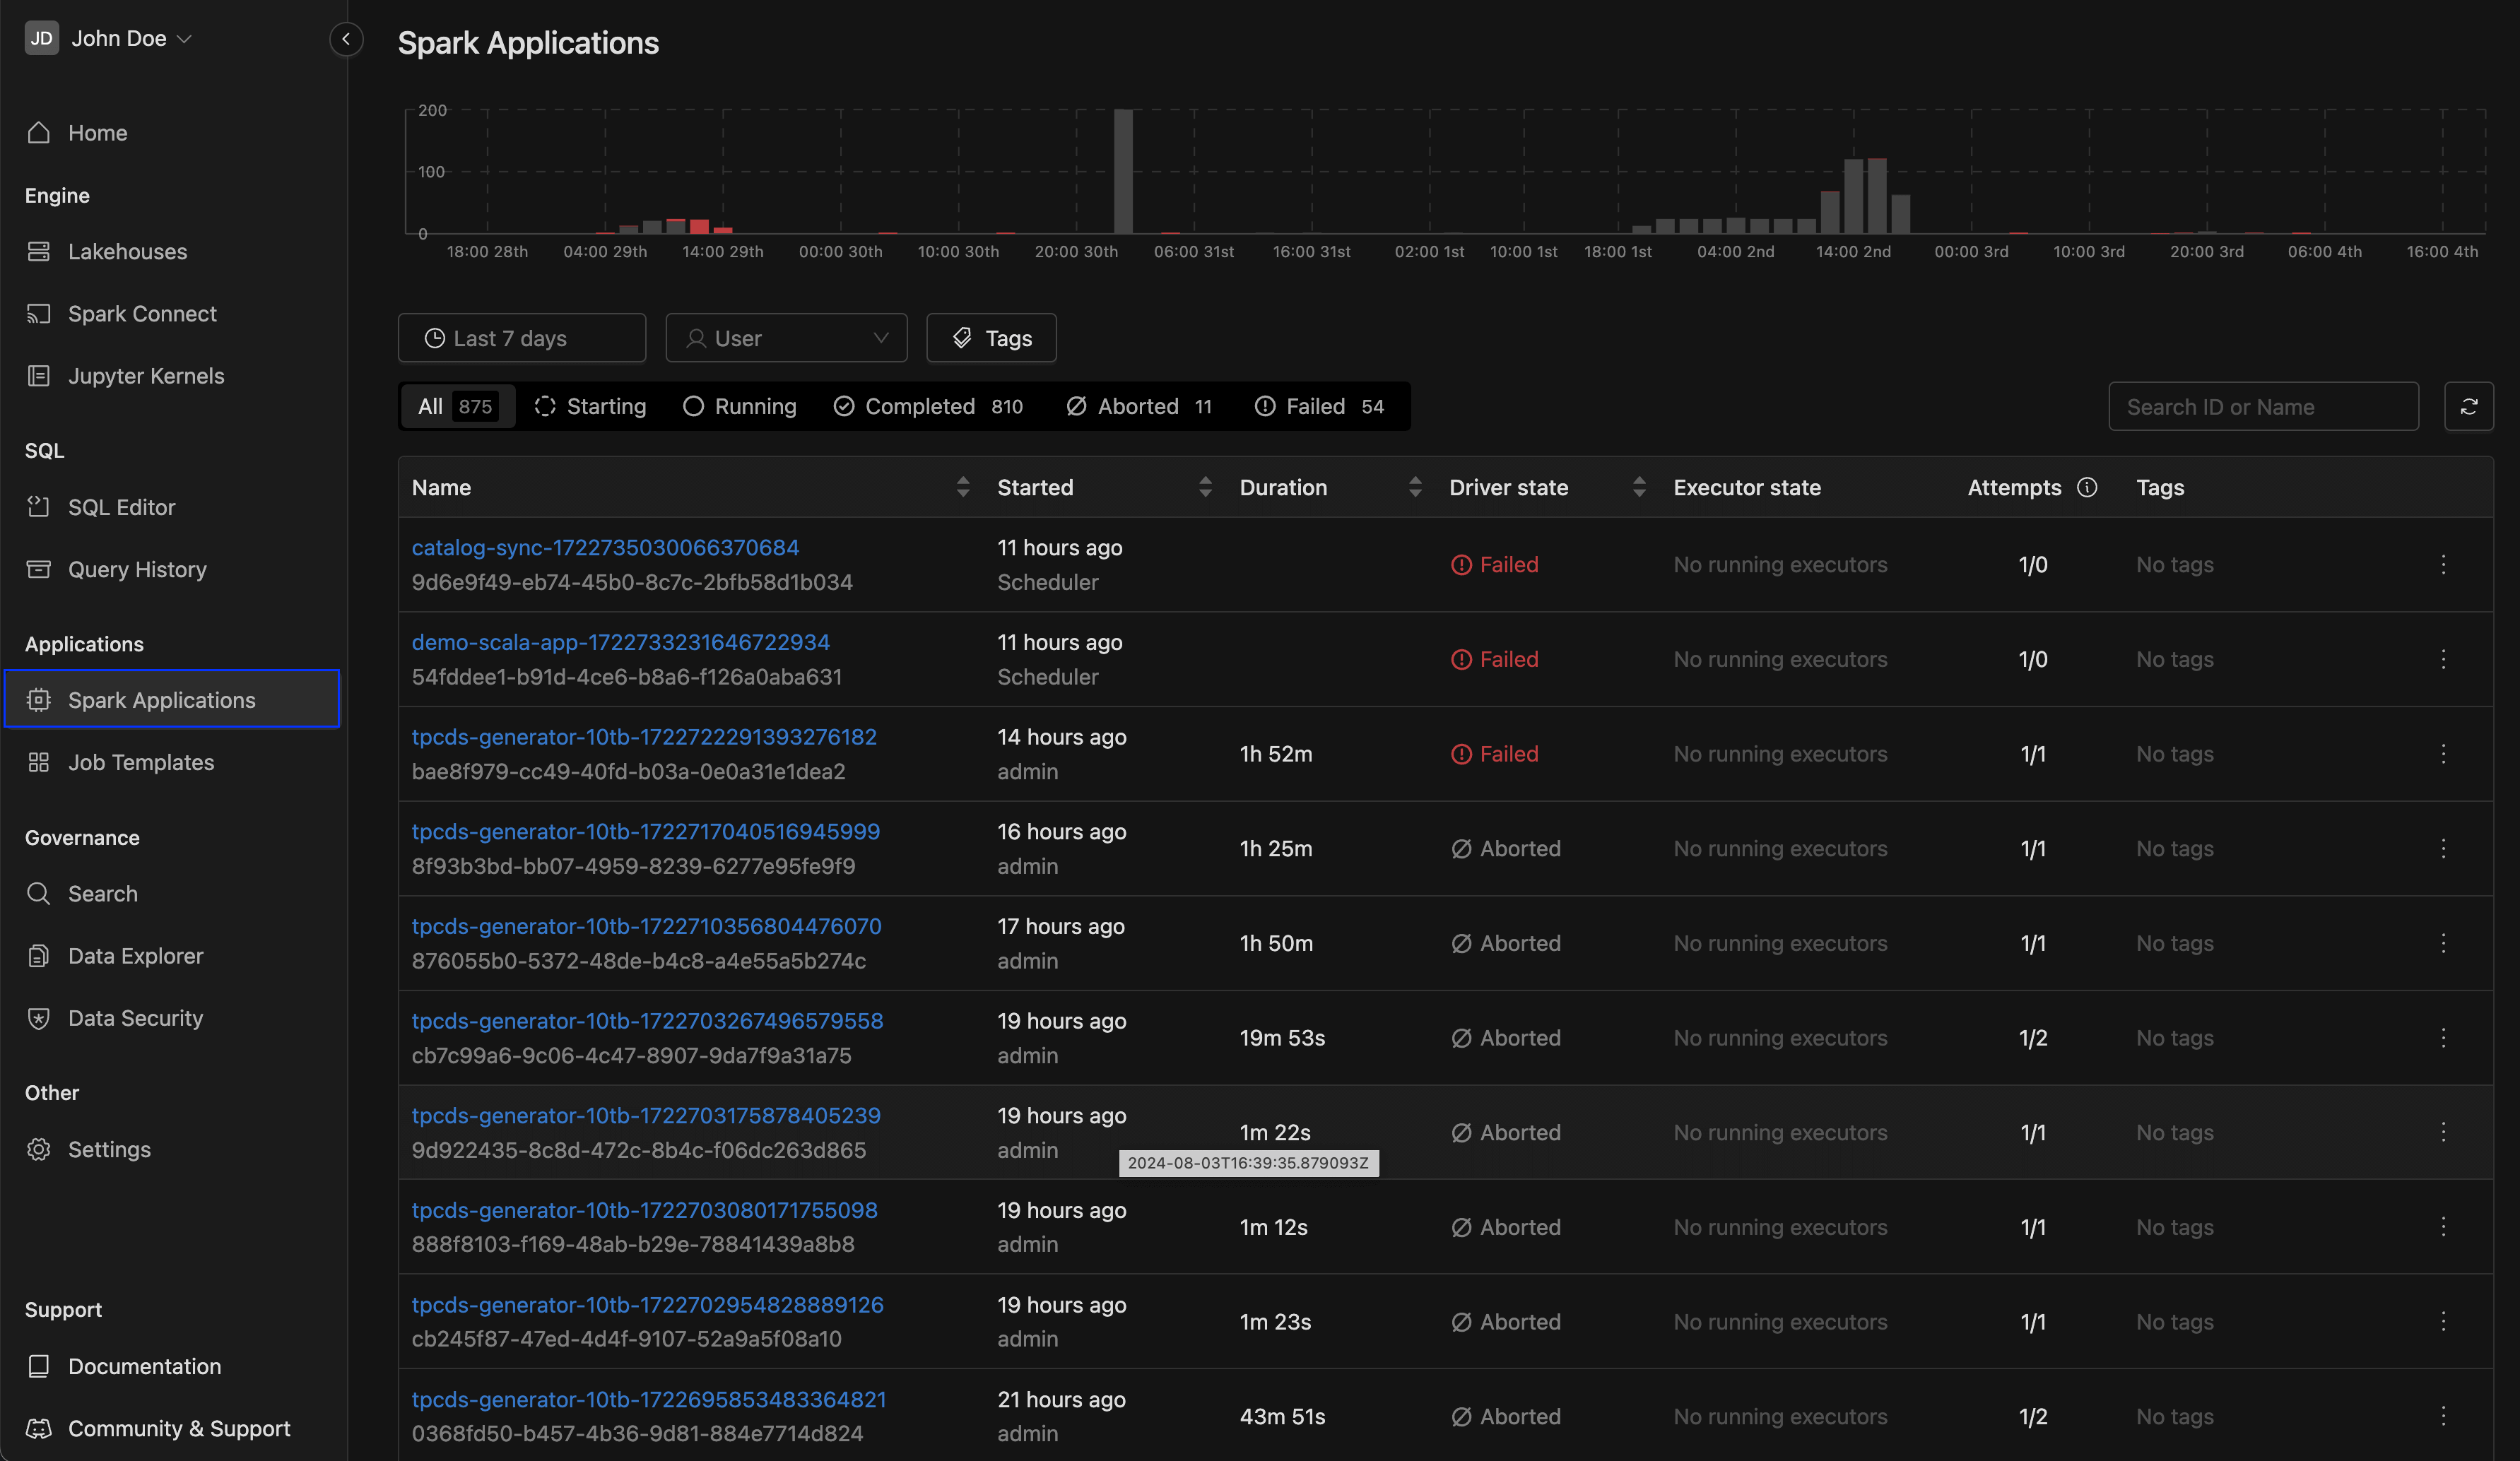 JD John Doe
Home
Engine
Lakehouses
Spark Connect
Jupyter Kernels
SQL
SQL Editor
Query History
Applications
Spark Applications
Job Templates
Governance
Search
Data Explorer
Data Security
Other
Settings
Support
Documentation
Community & Support
Spark Applications
200
100
0
18:00 28th 04:00 29th 14:00 29th 00:00 30th 10:00 30th 20:00 30th 06:00 31st 16:00 31st 02:00 1st 10:00 1st 18:00 1st 04:00 2nd 14:00 2nd 00:00 3rd 10:00 3rd 20:00 3rd 06:00 4th 16:00 4th
Last 7 days User Tags
All 875 Starting Running Completed 810 Aborted 11 Failed 54 Search ID or Name
Name Started Duration Driver state Executor state Attempts Tags
catalog-sync-1722735030066370684 11 hours ago
Failed No running executors 1/0 No tags
9d6e9f49-eb74-45b0-8c7c-2bfb58d1b034 Scheduler
demo-scala-app-1722733231646722934 11 hours ago
Failed No running executors 1/0 No tags
54fddee1-b91d-4ce6-b8a6-f126a0aba631 Scheduler
tpcds-generator-10tb-1722722291393276182 14 hours ago
1h 52m Failed No running executors 1/1 No tags
bae8f979-cc49-40fd-b03a-0e0a31e1dea2 admin
tpcds-generator-10tb-1722717040516945999 16 hours ago
1h 25m Aborted No running executors 1/1 No tags
8f93b3bd-bb07-4959-8239-6277e95fe9f9 admin
tpcds-generator-10tb-1722710356804476070 17 hours ago
1h 50m Aborted No running executors 1/1 No tags
876055b0-5372-48de-b4c8-a4e55a5b274c admin
tpcds-generator-10tb-1722703267496579558 19 hours ago
19m 53s Aborted No running executors 1/2 No tags
cb7c99a6-9c06-4c47-8907-9da7f9a31a75 admin
tpcds-generator-10tb-1722703175878405239 19 hours ago
1m 22s Aborted No running executors 1/1 No tags
9d922435-8c8d-472c-8b4c-f06dc263d865 admin
2024-08-03T16:39:35.879093Z
tpcds-generator-10tb-1722703080171755098 19 hours ago
1m 12s Aborted No running executors 1/1 No tags
888f8103-f169-48ab-b29e-78841439a8b8 admin
tpcds-generator-10tb-1722702954828889126 19 hours ago
1m 23s Aborted No running executors 1/1 No tags
cb245f87-47ed-4d4f-9107-52a9a5f08a10 admin
tpcds-generator-10tb-1722695853483364821 21 hours ago
43m 51s Aborted No running executors 1/2 No tags
0368fd50-b457-4b36-9d81-884e7714d824 admin